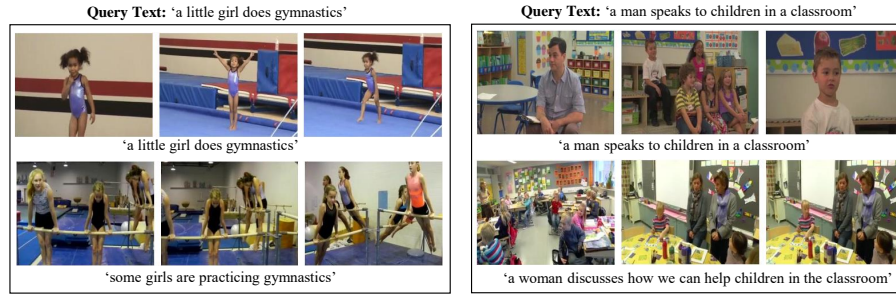 Query Text: ‘a little girl does gymnastics’
‘a little girl does gymnastics’
‘some girls are practicing gymnastics’
Query Text: ‘a man speaks to children in a classroom’
‘a man speaks to children in a classroom’
‘a woman discusses how we can help children in the classroom’